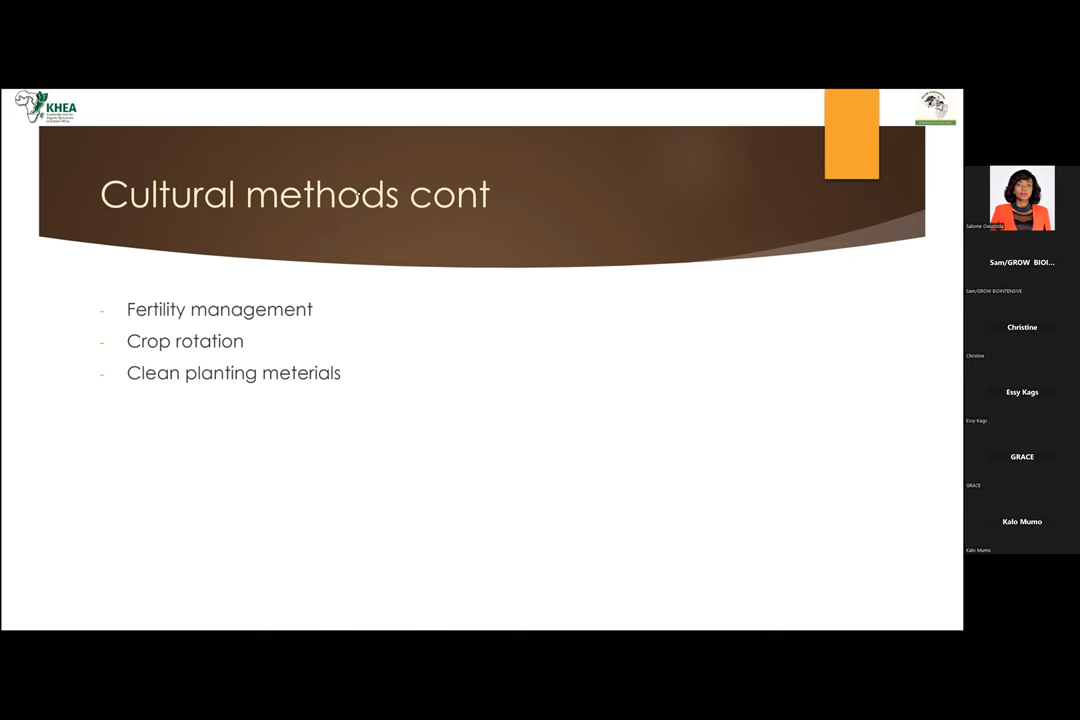 KHEA
Cultural methods cont
- Fertility management
- Crop rotation
- Clean planting meterials
Salome Owuonda
Sam/GROW BIOI...
Sam/GROW BIOINTENSIVE
Christine
Christine
Essy Kags
Essy Kags
GRACE
GRACE
Kalo Mumo
Kalo Mumo